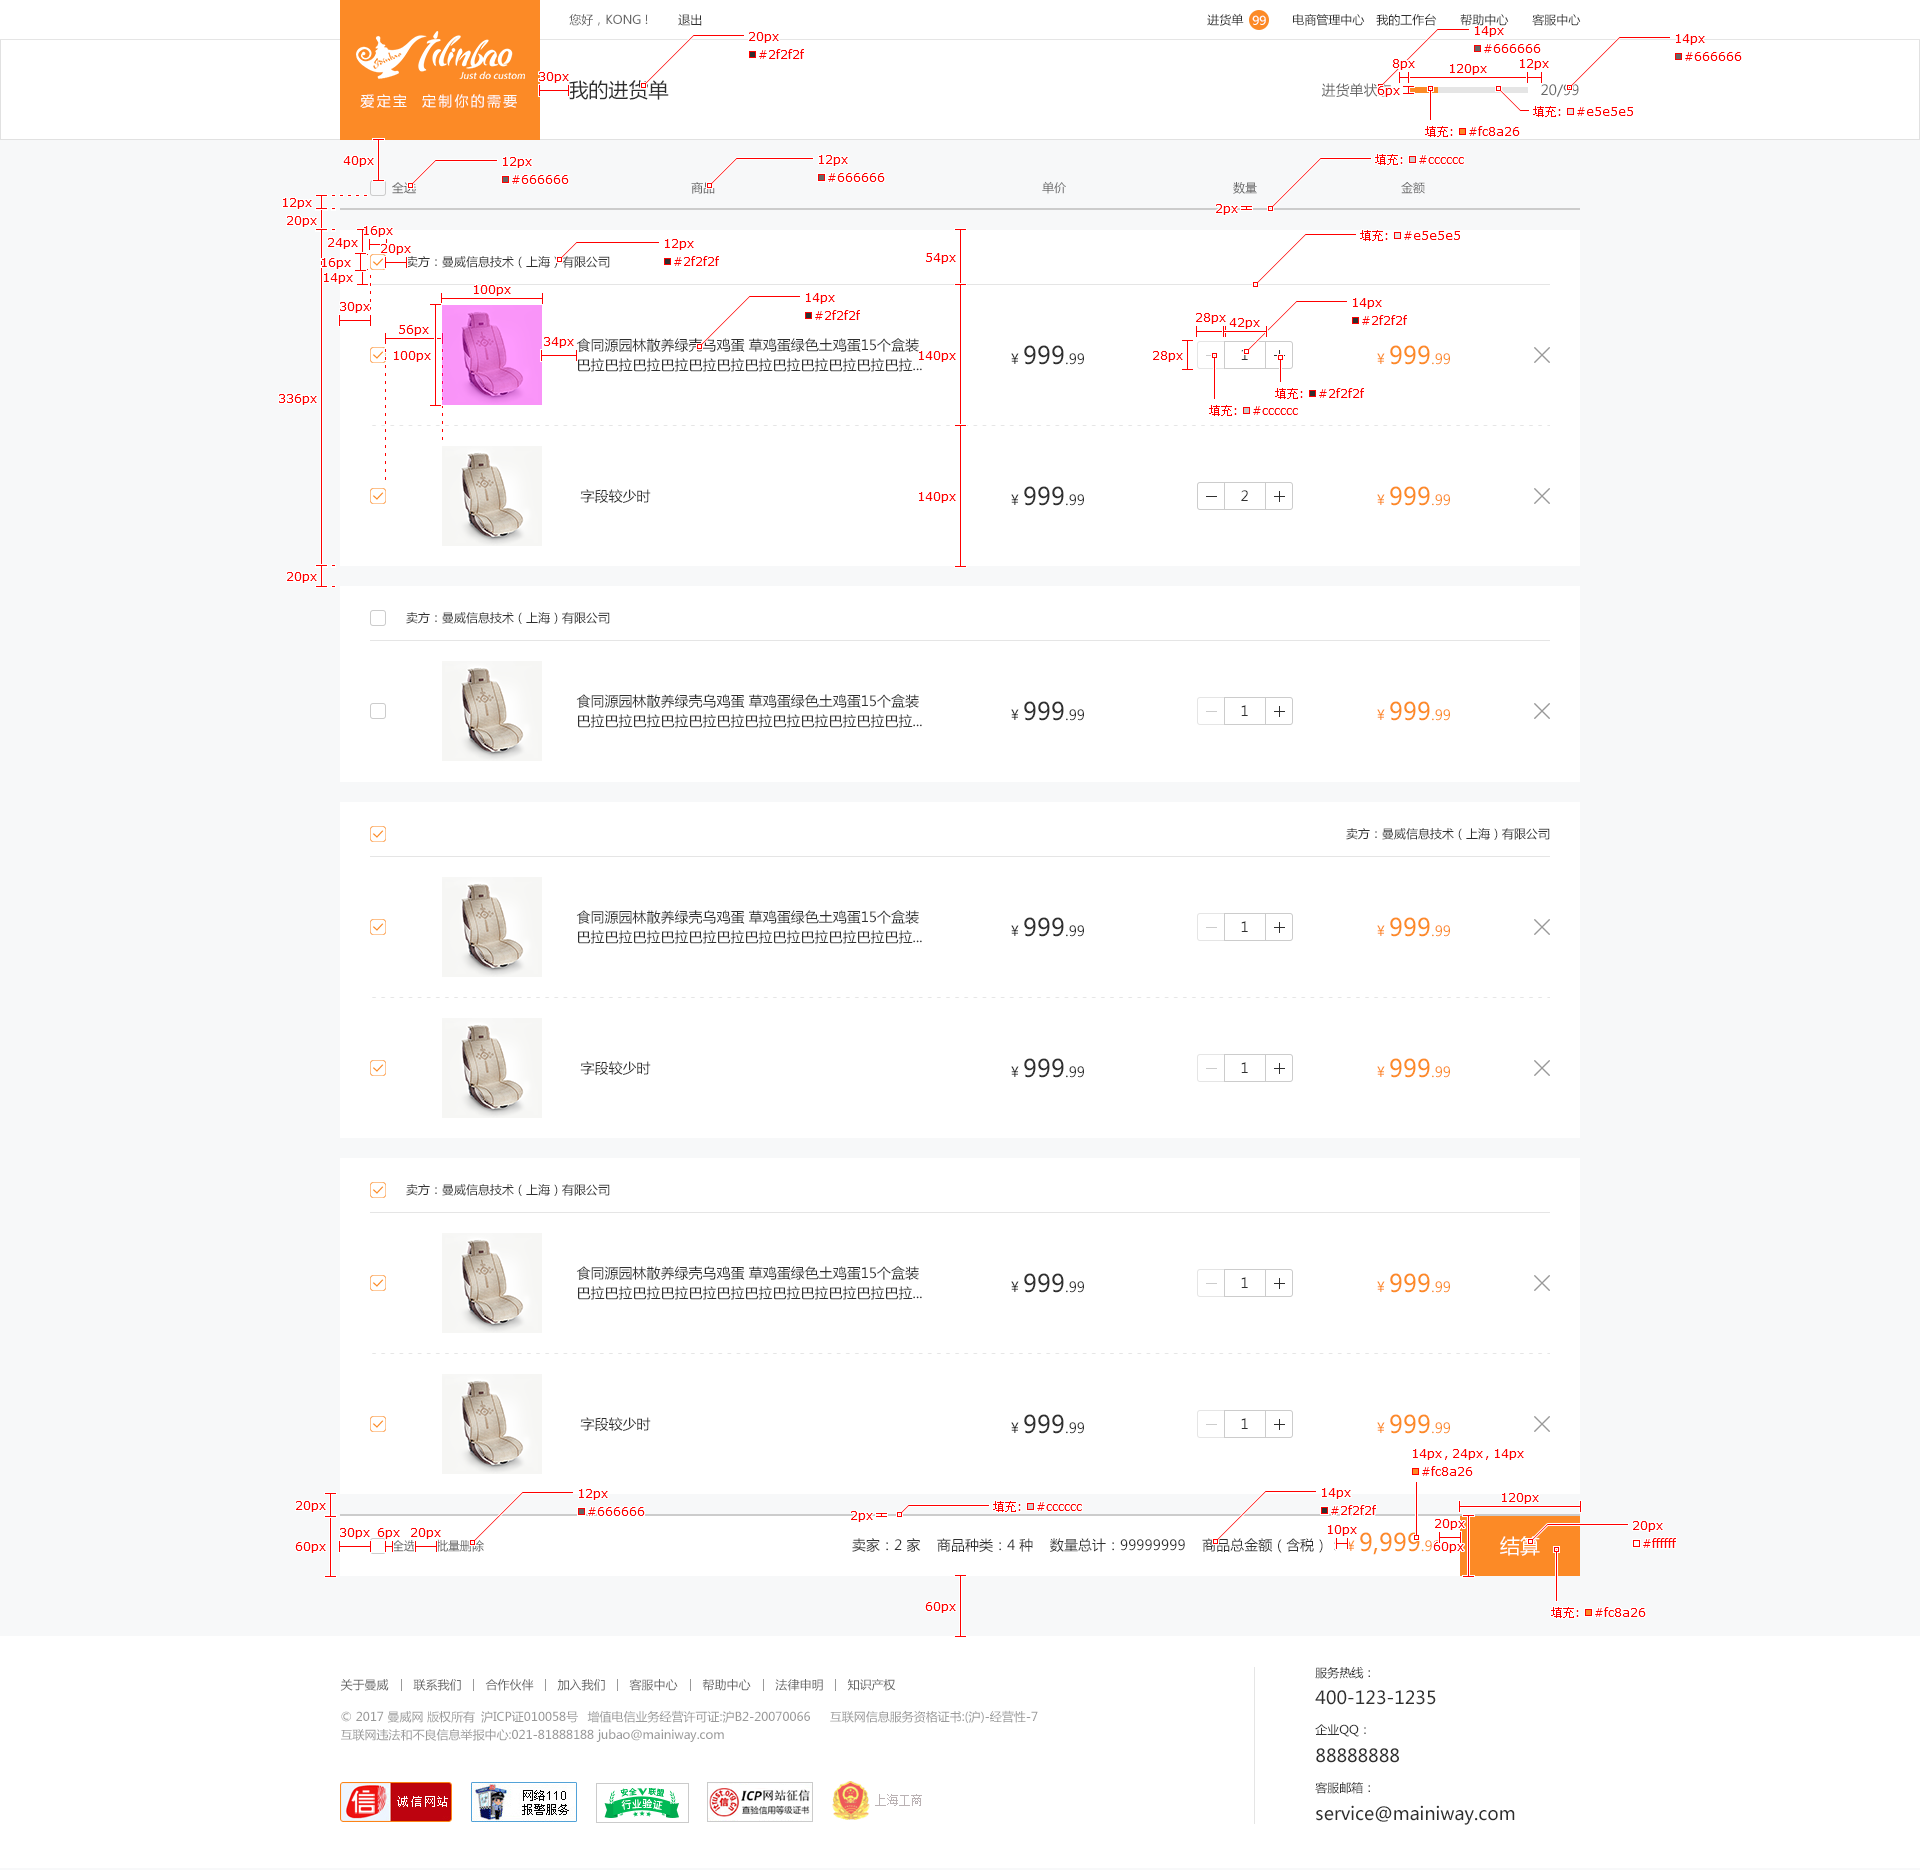 您好，KONG！ 退出
进货单 99 电商管理中心 我的工作台 帮助中心 客服中心
Tilinbao
Just do custom
爱定宝 定制你的需要
30px
我的进货单
20px
#2f2f2f
14px
#666666
14px
#666666
8px 120px 12px
进货单状 6px 20/99
填充: #e5e5e5
填充: #fc8a26
40px
12px
#666666
12px
#666666
填充: #cccccc
全选 商品 单价 数量 金额
12px
20px
2px
16px
24px
20px
16px
14px
卖方：曼威信息技术（上海）有限公司
12px
#2f2f2f
54px
填充: #e5e5e5
100px
30px
56px
100px
34px
14px
#2f2f2f
食同源园林散养绿壳乌鸡蛋 草鸡蛋绿色土鸡蛋15个盒装
巴拉巴拉巴拉巴拉巴拉巴拉巴拉巴拉巴拉巴拉巴拉巴拉...
140px
¥ 999.99
28px 42px
28px
1
14px
#2f2f2f
填充: #2f2f2f
填充: #cccccc
¥ 999.99
336px
字段较少时
140px
¥ 999.99
2
¥ 999.99
20px
卖方：曼威信息技术（上海）有限公司
食同源园林散养绿壳乌鸡蛋 草鸡蛋绿色土鸡蛋15个盒装
巴拉巴拉巴拉巴拉巴拉巴拉巴拉巴拉巴拉巴拉巴拉巴拉...
¥ 999.99 1 ¥ 999.99
卖方：曼威信息技术（上海）有限公司
食同源园林散养绿壳乌鸡蛋 草鸡蛋绿色土鸡蛋15个盒装
巴拉巴拉巴拉巴拉巴拉巴拉巴拉巴拉巴拉巴拉巴拉巴拉...
¥ 999.99 1 ¥ 999.99
字段较少时 ¥ 999.99 1 ¥ 999.99
卖方：曼威信息技术（上海）有限公司
食同源园林散养绿壳乌鸡蛋 草鸡蛋绿色土鸡蛋15个盒装
巴拉巴拉巴拉巴拉巴拉巴拉巴拉巴拉巴拉巴拉巴拉巴拉...
¥ 999.99 1 ¥ 999.99
字段较少时 ¥ 999.99 1 ¥ 999.99
14px , 24px , 14px
#fc8a26
20px
12px
#666666
2px
填充: #cccccc
14px
#2f2f2f
120px
30px 6px 20px
60px
全选 批量删除
卖家：2 家 商品种类：4 种 数量总计：99999999 商品总金额（含税）
10px
¥ 9,999.9
20px
60px
结算
20px
#ffffff
填充: #fc8a26
60px
关于曼威 | 联系我们 | 合作伙伴 | 加入我们 | 客服中心 | 帮助中心 | 法律申明 | 知识产权
© 2017 曼威网 版权所有 沪ICP证010058号 增值电信业务经营许可证:沪B2-20070066 互联网信息服务资格证书:(沪)-经营性-7
互联网违法和不良信息举报中心:021-81888188 jubao@mainiway.com
信 诚信网站
网络110
报警服务
安全V联盟
行业验证
信 ICP网站征信
直验信用等级证书
上海工商
服务热线：
400-123-1235
企业QQ：
88888888
客服邮箱：
service@mainiway.com